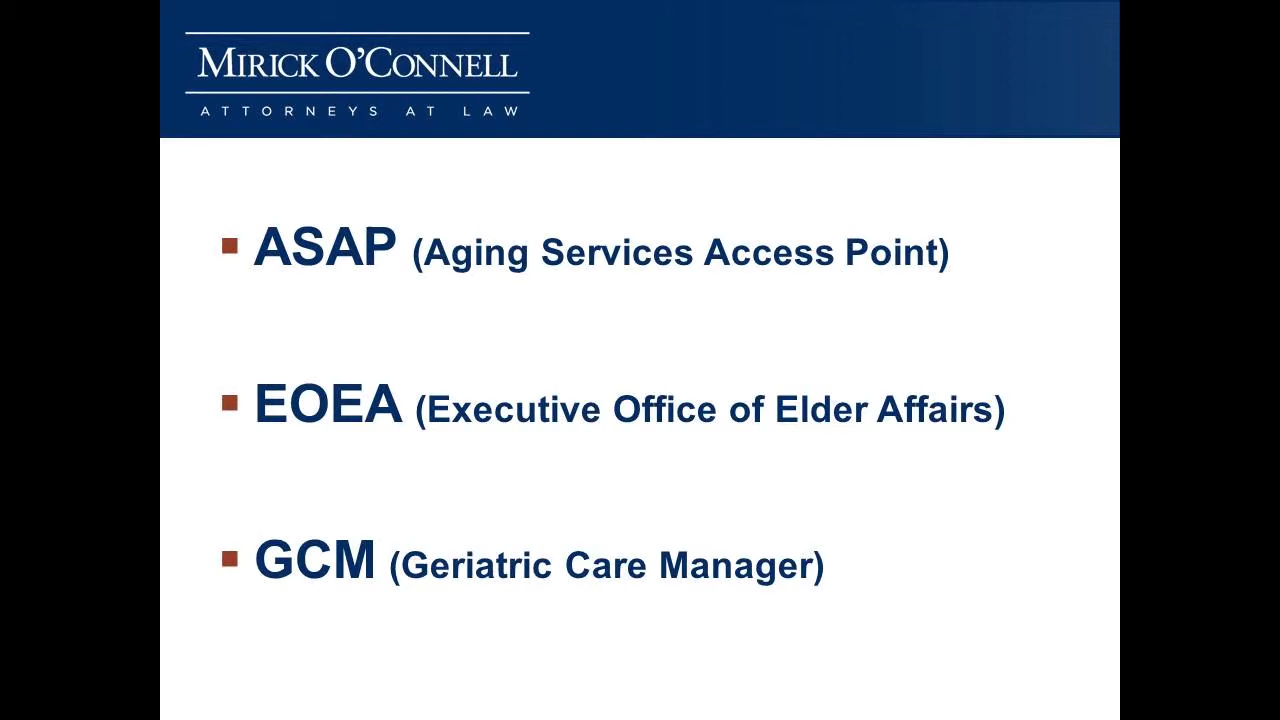 MIRICK O'CONNELL
ATTORNEYS AT LAW
ASAP (Aging Services Access Point)
EOEA (Executive Office of Elder Affairs)
GCM (Geriatric Care Manager)